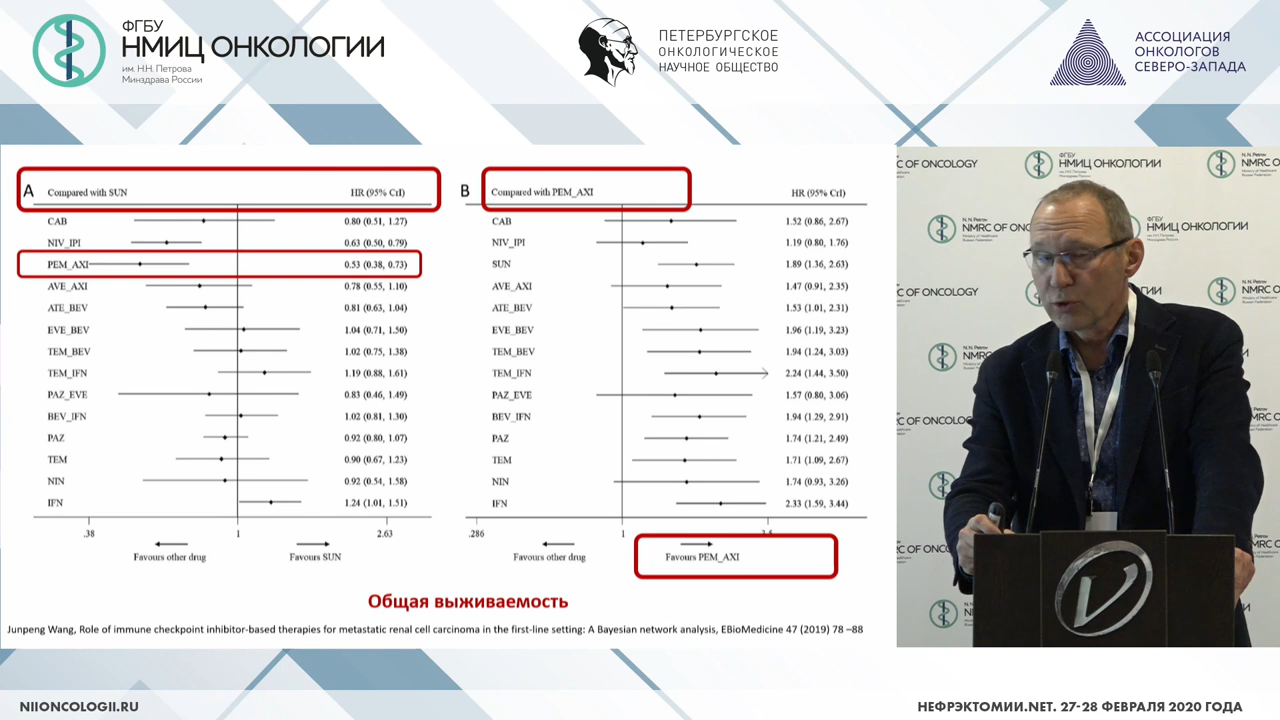 ФГБУ
НМИЦ ОНКОЛОГИИ
им. Н.Н. Петрова
Минздрава России
ПЕТЕРБУРГСКОЕ
ОНКОЛОГИЧЕСКОЕ
НАУЧНОЕ ОБЩЕСТВО
АССОЦИАЦИЯ
ОНКОЛОГОВ
СЕВЕРО-ЗАПАДА
A Compared with SUN HR (95% CrI)
CAB 0.80 (0.51, 1.27)
NIV_IPI 0.63 (0.50, 0.79)
PEM_AXI 0.53 (0.38, 0.73)
AVE_AXI 0.78 (0.55, 1.10)
ATE_BEV 0.81 (0.63, 1.04)
EVE_BEV 1.04 (0.71, 1.50)
TEM_BEV 1.02 (0.75, 1.38)
TEM_IFN 1.19 (0.88, 1.61)
PAZ_EVE 0.83 (0.46, 1.49)
BEV_IFN 1.02 (0.81, 1.30)
PAZ 0.92 (0.80, 1.07)
TEM 0.90 (0.67, 1.23)
NIN 0.92 (0.54, 1.58)
IFN 1.24 (1.01, 1.51)
.38 1 2.63
Favours other drug Favours SUN
B Compared with PEM_AXI HR (95% CrI)
CAB 1.52 (0.86, 2.67)
NIV_IPI 1.19 (0.80, 1.76)
SUN 1.89 (1.36, 2.63)
AVE_AXI 1.47 (0.91, 2.35)
ATE_BEV 1.53 (1.01, 2.31)
EVE_BEV 1.96 (1.19, 3.23)
TEM_BEV 1.94 (1.24, 3.03)
TEM_IFN 2.24 (1.44, 3.50)
PAZ_EVE 1.57 (0.80, 3.06)
BEV_IFN 1.94 (1.29, 2.91)
PAZ 1.74 (1.21, 2.49)
TEM 1.71 (1.09, 2.67)
NIN 1.74 (0.93, 3.26)
IFN 2.33 (1.59, 3.44)
.286 1
Favours other drug Favours PEM_AXI
Общая выживаемость
Junpeng Wang, Role of immune checkpoint inhibitor-based therapies for metastatic renal cell carcinoma in the first-line setting: A Bayesian network analysis, EBioMedicine 47 (2019) 78 –88
ФГБУ
НМИЦ ОНКОЛОГИИ
N.N. Petrov
NMRC OF ONCOLOGY
NIIONCOLOGII.RU
НЕФРЭКТОМИИ.NET. 27-28 ФЕВРАЛЯ 2020 ГОДА